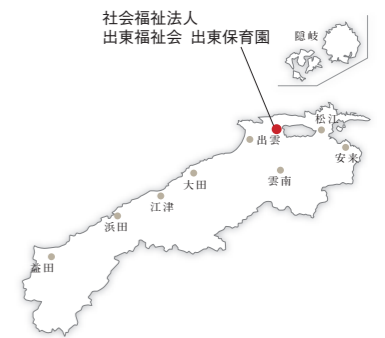 社会福祉法人
出東福祉会 出東保育園
隠岐
松江
出雲
安来
雲南
大田
江津
浜田
益田